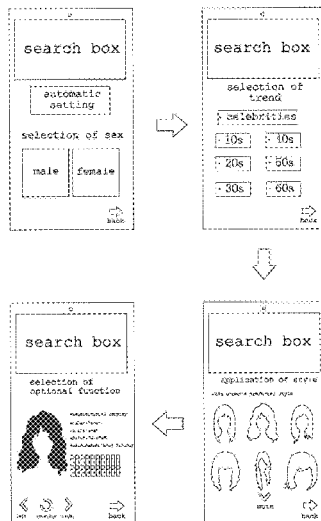 search box
automatic
setting
selection of sex
male female
back
search box
selection of
trend
celebrities
10s 40s
20s 50s
30s 60s
back
search box
application of style
main
back
search box
selection of
optional function
left right
back